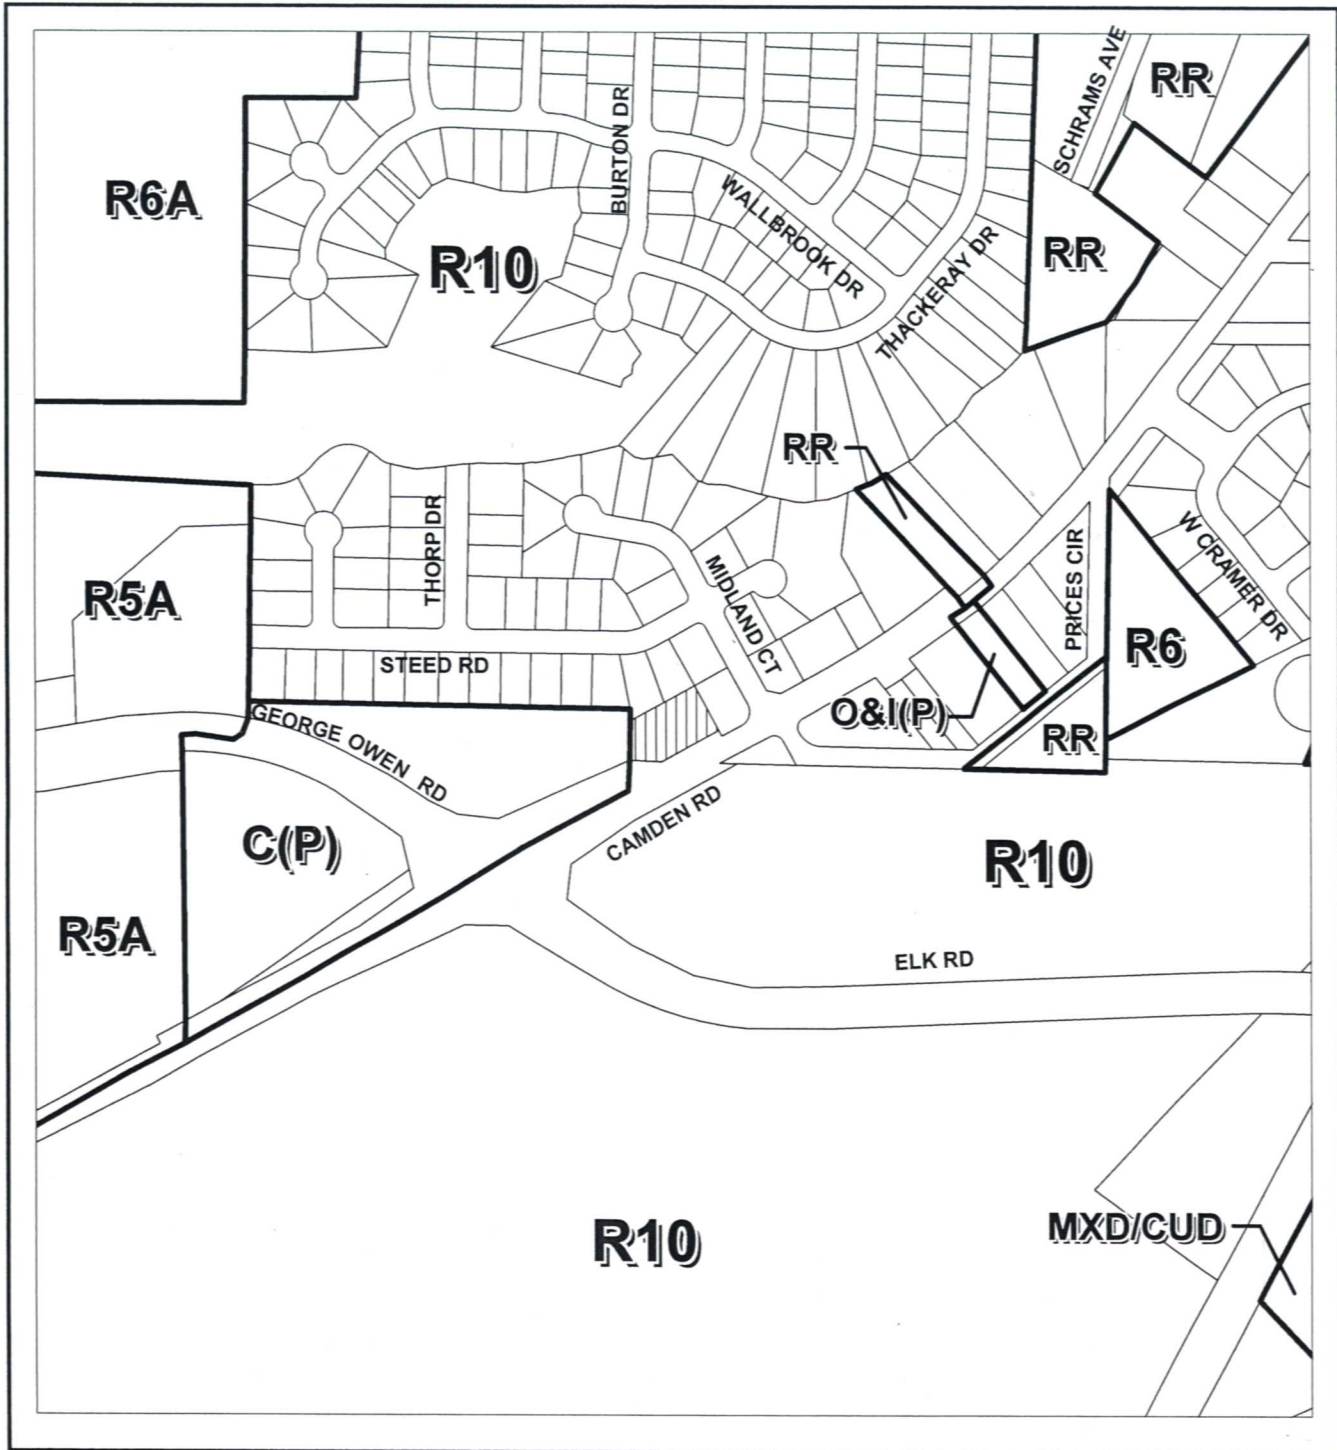 SCHRAMS AVE
RR
R6A
BURTON DR
WALLBROOK DR
R10
THACKERAY DR
RR
RR
THORP DR
MIDLAND CT
PRICES CIR
W CRAMER DR
R5A
STEED RD
R6
O&I(P)
RR
GEORGE OWEN RD
CAMDEN RD
C(P)
R10
R5A
ELK RD
R10
MXD/CUD